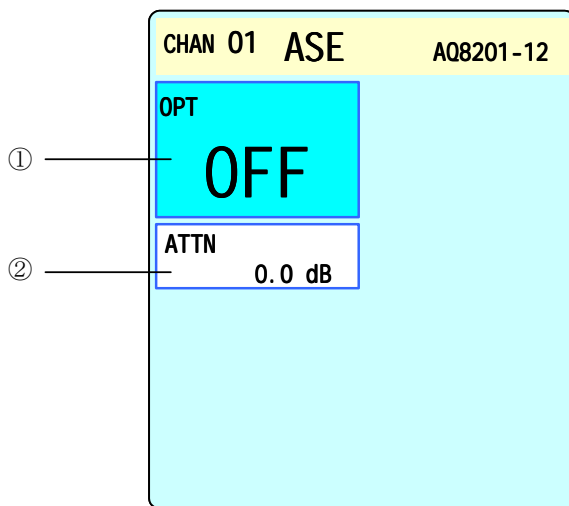 CHAN 01 ASE AQ8201-12
OPT
① OFF
ATTN
② 0.0 dB